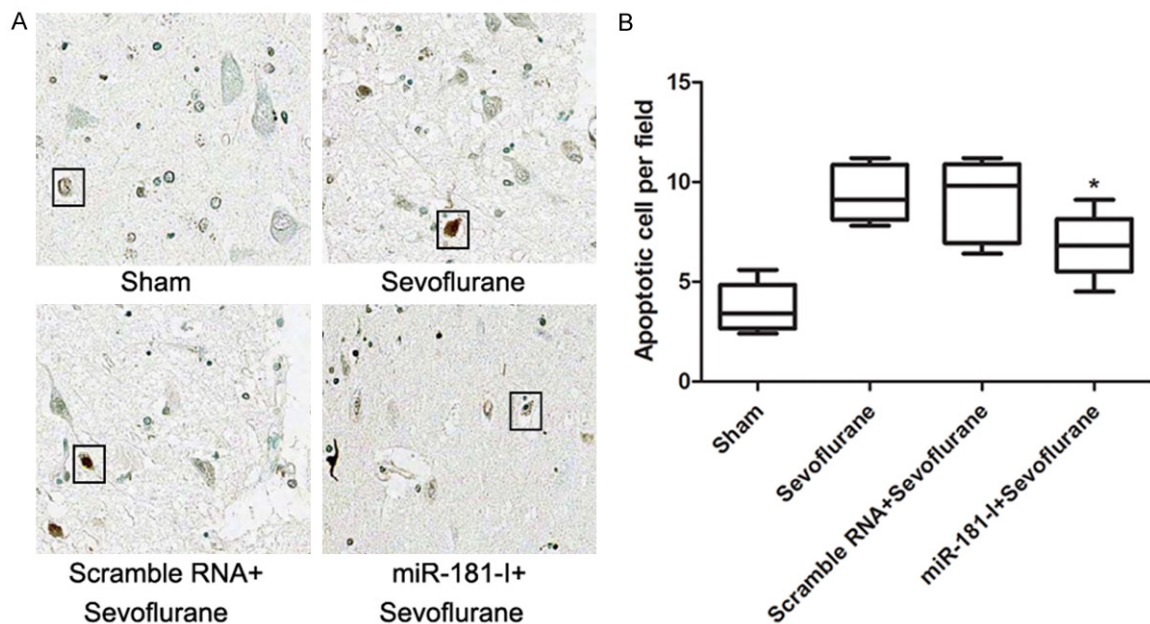 A
Sham
Sevoflurane
Scramble RNA+
Sevoflurane
miR-181-I+
Sevoflurane
B
Apoptotic cell per field
15
10
5
0
*
Sham
Sevoflurane
Scramble RNA+Sevoflurane
miR-181-I+Sevoflurane